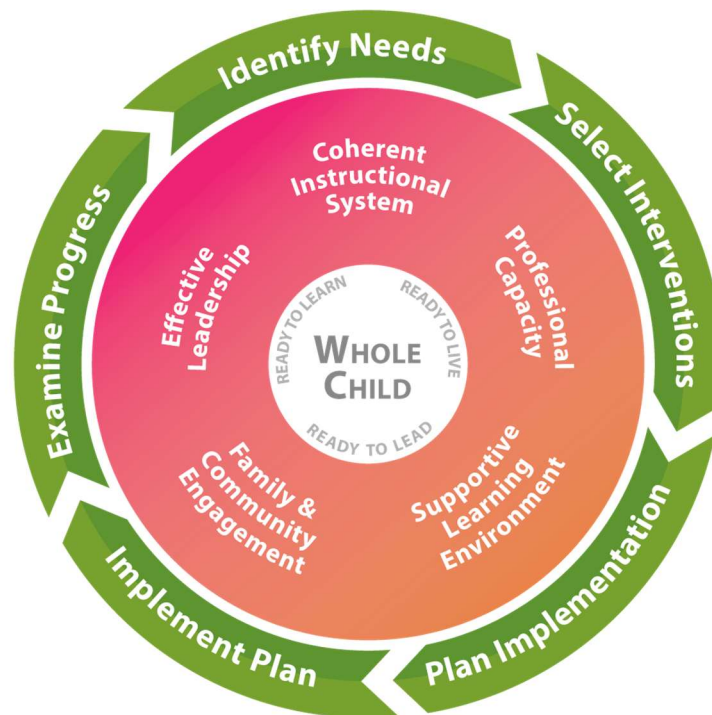 Identify Needs
Select Interventions
Plan Implementation
Implement Plan
Examine Progress
Coherent
Instructional
System
Professional
Capacity
Supportive
Learning
Environment
Family &
Community
Engagement
Effective
Leadership
READY TO LEARN
READY TO LIVE
READY TO LEAD
WHOLE
CHILD